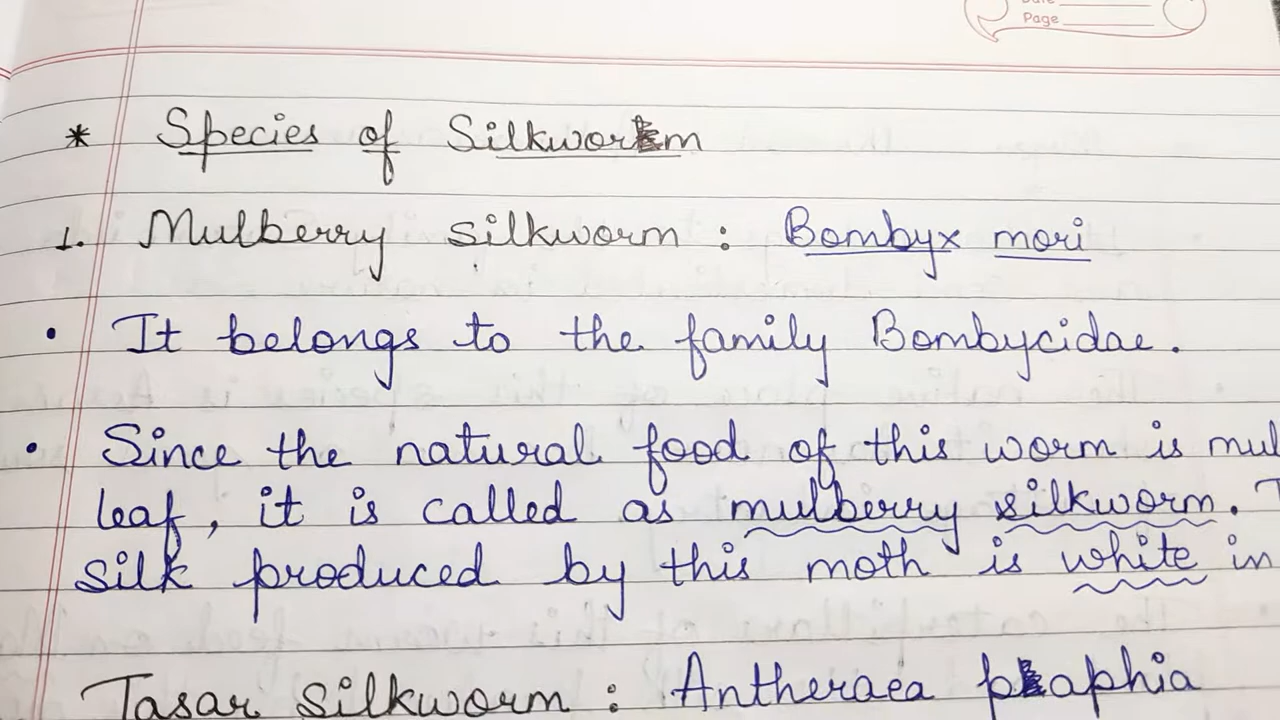 Page
* Species of Silkworm
1. Mulberry silkworm : Bombyx mori
• It belongs to the family Bombycidae.
• Since the natural food of this worm is mul
leaf, it is called as mulberry silkworm. T
silk produced by this moth is white in
Tasar silkworm : Antheraea paphia